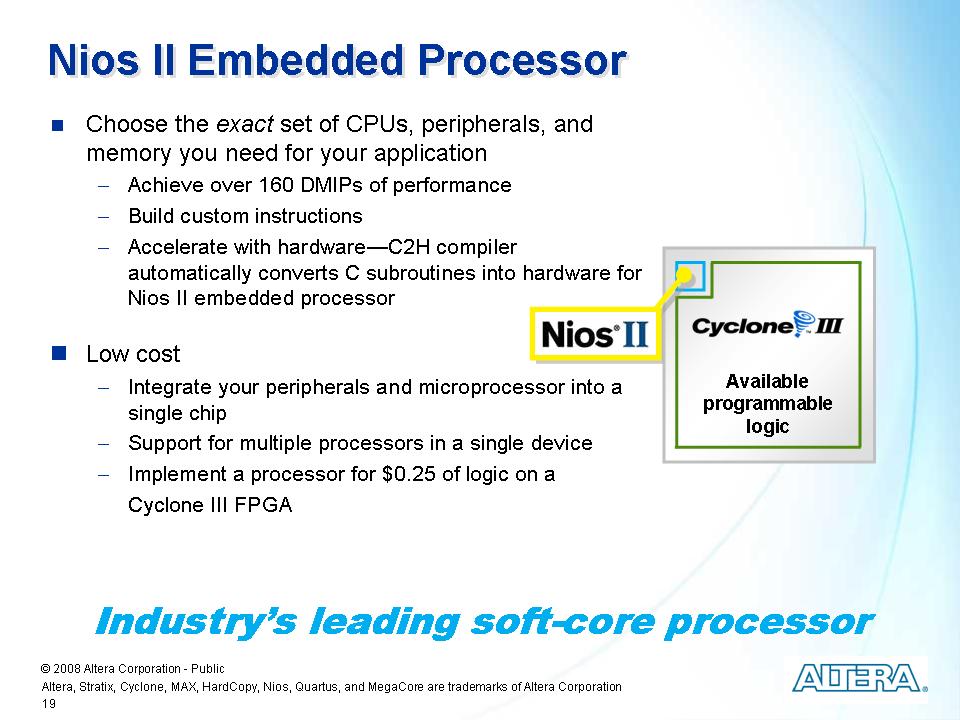 Nios II Embedded Processor
■ Choose the exact set of CPUs, peripherals, and
memory you need for your application
– Achieve over 160 DMIPs of performance
– Build custom instructions
– Accelerate with hardware—C2H compiler
automatically converts C subroutines into hardware for
Nios II embedded processor
■ Low cost
– Integrate your peripherals and microprocessor into a
single chip
– Support for multiple processors in a single device
– Implement a processor for $0.25 of logic on a
Cyclone III FPGA
Nios® II
Cyclone™ III
Available
programmable
logic
Industry's leading soft-core processor
© 2008 Altera Corporation - Public
Altera, Stratix, Cyclone, MAX, HardCopy, Nios, Quartus, and MegaCore are trademarks of Altera Corporation
19
ALTERA®